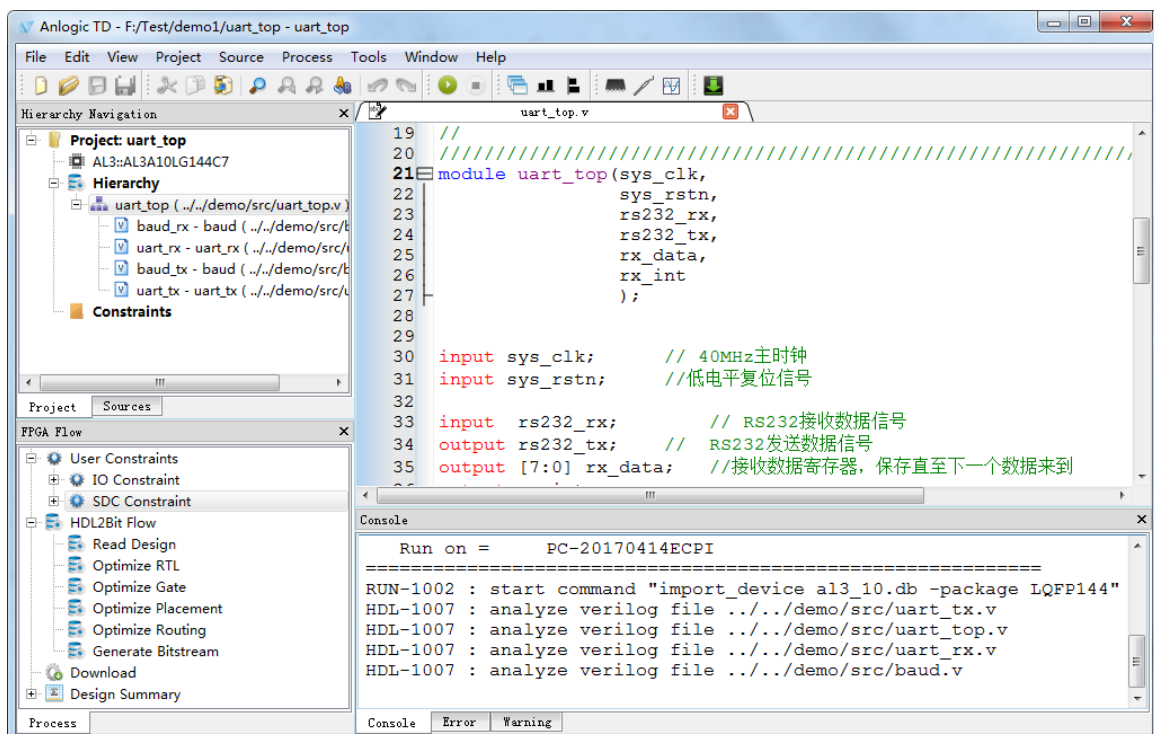 Anlogic TD - F:/Test/demo1/uart_top - uart_top
File Edit View Project Source Process Tools Window Help
Hierarchy Navigation
Project: uart_top
AL3::AL3A10LG144C7
Hierarchy
uart_top ( ../../demo/src/uart_top.v )
baud_rx - baud ( ../../demo/src/b
uart_rx - uart_rx ( ../../demo/src/u
baud_tx - baud ( ../../demo/src/b
uart_tx - uart_tx ( ../../demo/src/u
Constraints
Project Sources
FPGA Flow
User Constraints
IO Constraint
SDC Constraint
HDL2Bit Flow
Read Design
Optimize RTL
Optimize Gate
Optimize Placement
Optimize Routing
Generate Bitstream
Download
Design Summary
Process
uart_top.v
19 //
20 //////////////////////////////////////////////////////////////
21 module uart_top(sys_clk,
22 sys_rstn,
23 rs232_rx,
24 rs232_tx,
25 rx_data,
26 rx_int
27 );
28
29
30 input sys_clk; // 40MHz主时钟
31 input sys_rstn; //低电平复位信号
32
33 input rs232_rx; // RS232接收数据信号
34 output rs232_tx; // RS232发送数据信号
35 output [7:0] rx_data; //接收数据寄存器，保存直至下一个数据来到
Console
Run on = PC-20170414ECPI
================================================================
RUN-1002 : start command "import_device al3_10.db -package LQFP144"
HDL-1007 : analyze verilog file ../../demo/src/uart_tx.v
HDL-1007 : analyze verilog file ../../demo/src/uart_top.v
HDL-1007 : analyze verilog file ../../demo/src/uart_rx.v
HDL-1007 : analyze verilog file ../../demo/src/baud.v
Console Error Warning